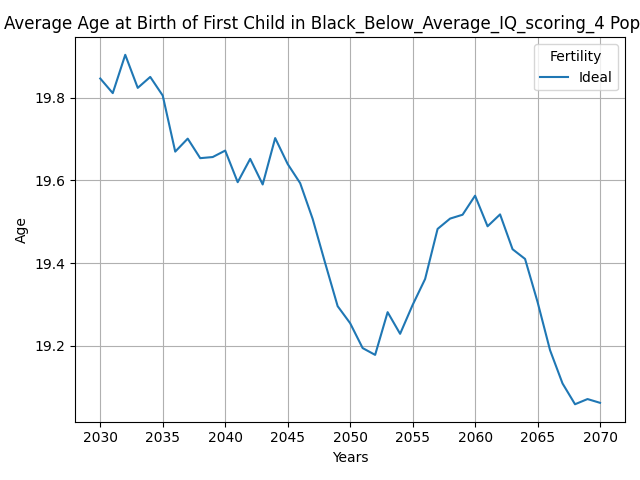 Average Age at Birth of First Child in Black_Below_Average_IQ_scoring_4 Pop
Fertility
Ideal
19.8
19.6
19.4
19.2
Age
2030 2035 2040 2045 2050 2055 2060 2065 2070
Years